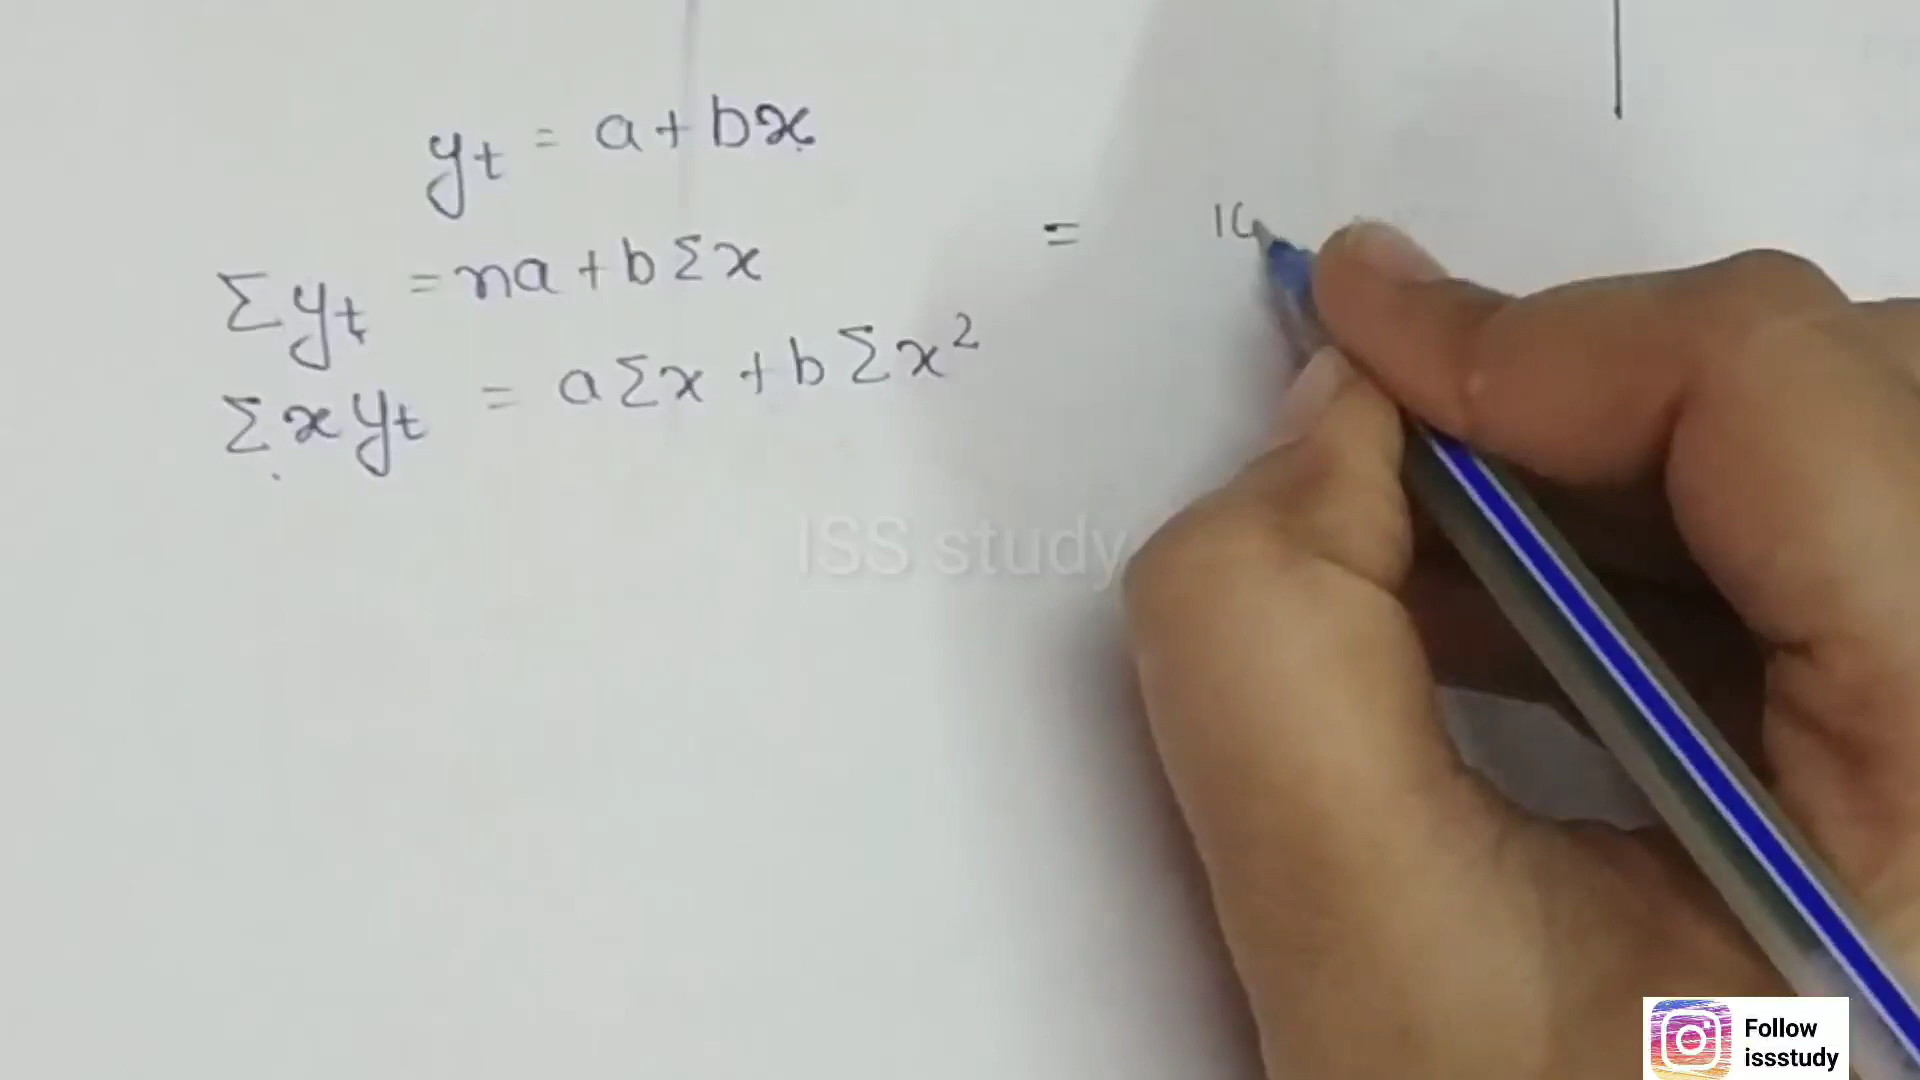 yt = a + bx
Σyt = na + bΣx =
Σxyt = aΣx + bΣx²
ISS study
Follow
issstudy